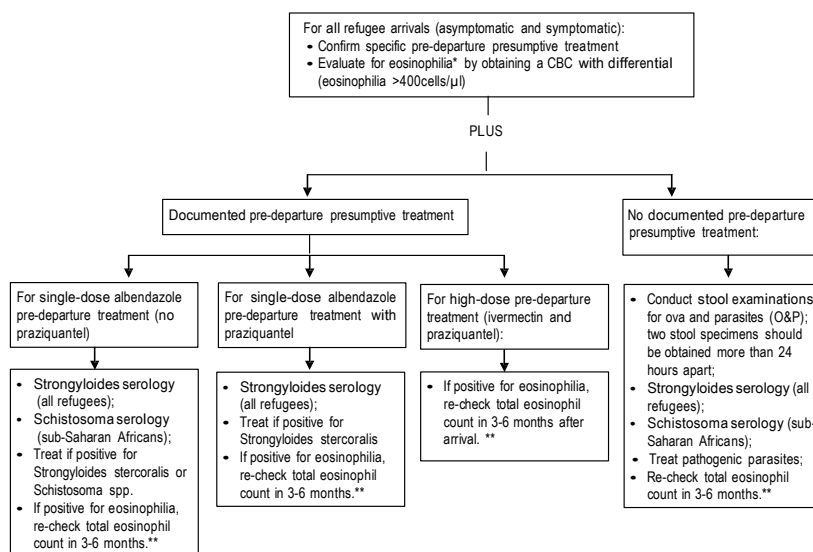 For all refugee arrivals (asymptomatic and symptomatic):
• Confirm specific pre-departure presumptive treatment
• Evaluate for eosinophilia* by obtaining a CBC with differential
(eosinophilia >400cells/µl)
PLUS
Documented pre-departure presumptive treatment
No documented pre-departure
presumptive treatment:
For single-dose albendazole
pre-departure treatment (no
praziquantel)
For single-dose albendazole
pre-departure treatment with
praziquantel
For high-dose pre-departure
treatment (ivermectin and
praziquantel):
• Strongyloides serology
(all refugees);
• Schistosoma serology
(sub-Saharan Africans);
• Treat if positive for
Strongyloides stercoralis or
Schistosoma spp.
• If positive for eosinophilia,
re-check total eosinophil
count in 3-6 months.**
• Strongyloides serology
(all refugees);
• Treat if positive for
Strongyloides stercoralis
• If positive for eosinophilia,
re-check total eosinophil
count in 3-6 months.**
• If positive for eosinophilia,
re-check total eosinophil
count in 3-6 months after
arrival. **
• Conduct stool examinations
for ova and parasites (O&P);
two stool specimens should
be obtained more than 24
hours apart;
• Strongyloides serology (all
refugees);
• Schistosoma serology (sub-
Saharan Africans);
• Treat pathogenic parasites;
• Re-check total eosinophil
count in 3-6 months.**